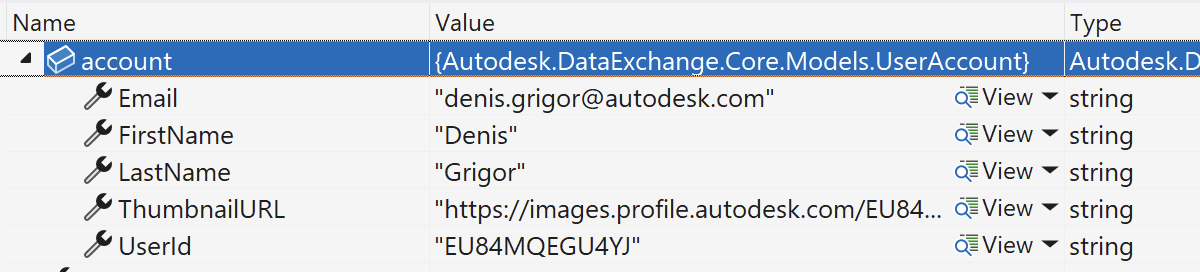 Name Value Type
account {Autodesk.DataExchange.Core.Models.UserAccount} Autodesk.D
Email "denis.grigor@autodesk.com" View string
FirstName "Denis" View string
LastName "Grigor" View string
ThumbnailURL "https://images.profile.autodesk.com/EU84... View string
UserId "EU84MQEGU4YJ" View string